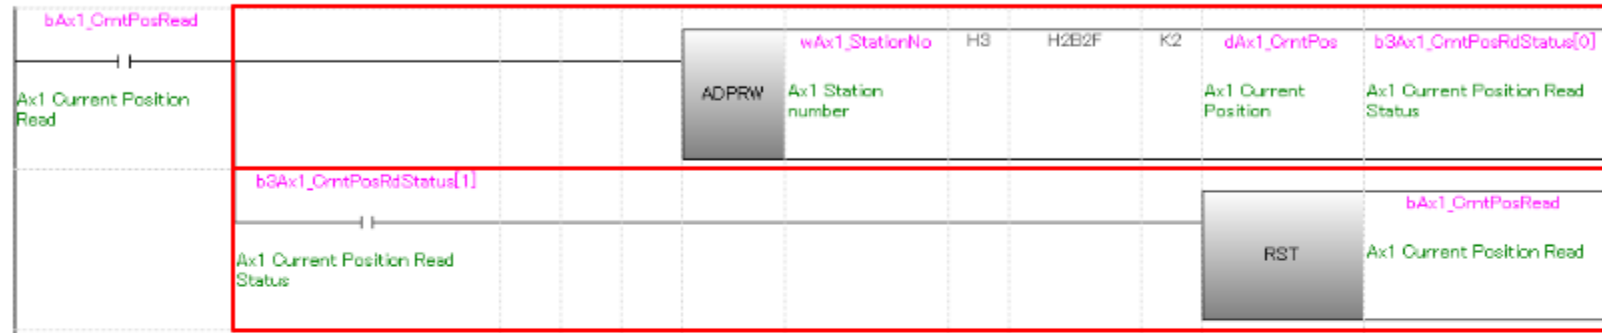 bAx1_CrntPosRead
Ax1 Current Position
Read
ADPRW
wAx1_StationNo
Ax1 Station
number
H3
H2B2F
K2
dAx1_CrntPos
Ax1 Current
Position
b3Ax1_CrntPosRdStatus[0]
Ax1 Current Position Read
Status
b3Ax1_CrntPosRdStatus[1]
Ax1 Current Position Read
Status
RST
bAx1_CrntPosRead
Ax1 Current Position Read